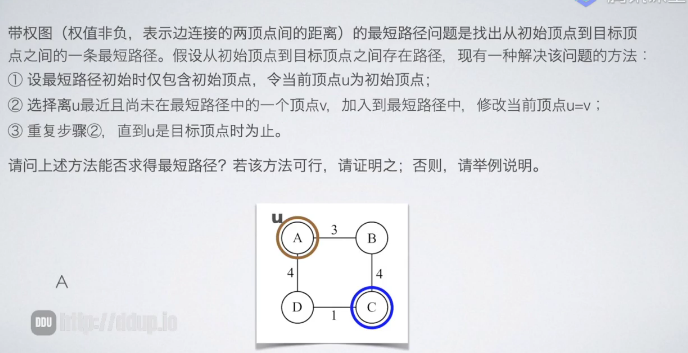 带权图（权值非负，表示边连接的两顶点间的距离）的最短路径问题是找出从初始顶点到目标顶
点之间的一条最短路径。假设从初始顶点到目标顶点之间存在路径，现有一种解决该问题的方法：
① 设最短路径初始时仅包含初始顶点，令当前顶点u为初始顶点；
② 选择离u最近且尚未在最短路径中的一个顶点v，加入到最短路径中，修改当前顶点u=v；
③ 重复步骤②，直到u是目标顶点时为止。
请问上述方法能否求得最短路径？若该方法可行，请证明之；否则，请举例说明。
u
A 3 B
4 4
A
D 1 C
DDU http://ddup.io